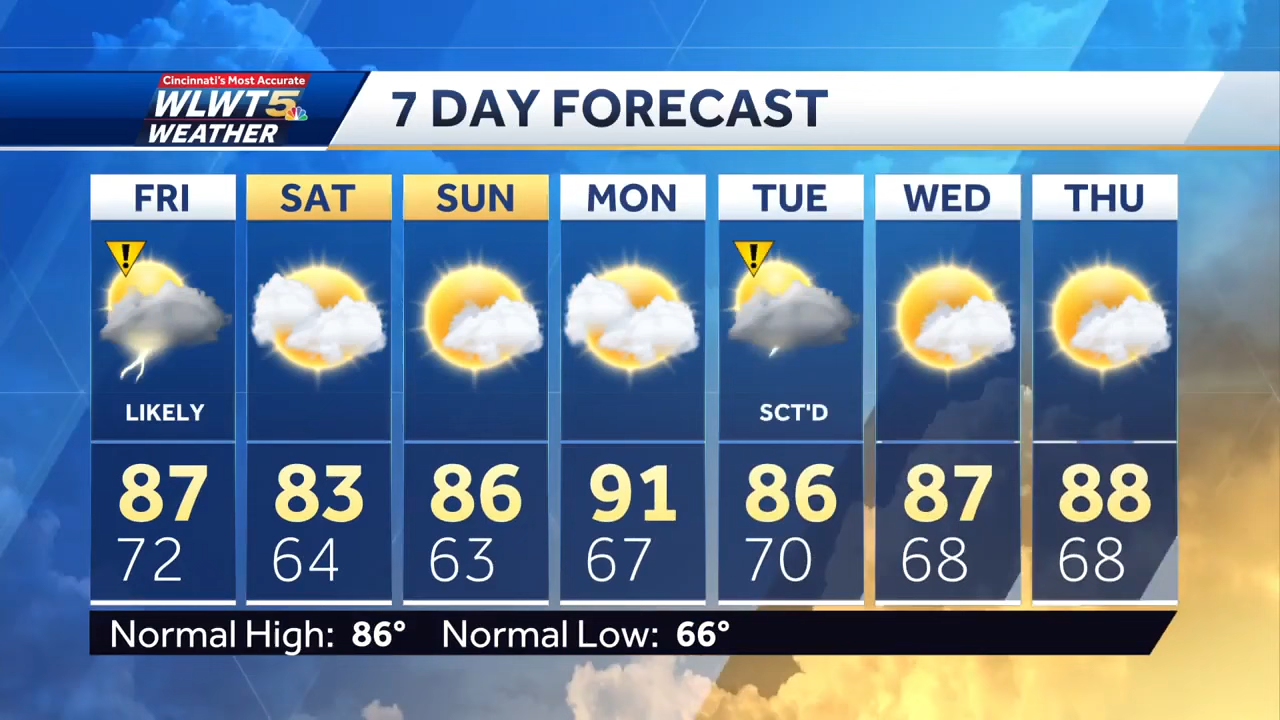 Cincinnati's Most Accurate
WLWT5
WEATHER
7 DAY FORECAST
FRI SAT SUN MON TUE WED THU
! !
LIKELY SCT'D
87 83 86 91 86 87 88
72 64 63 67 70 68 68
Normal High: 86° Normal Low: 66°